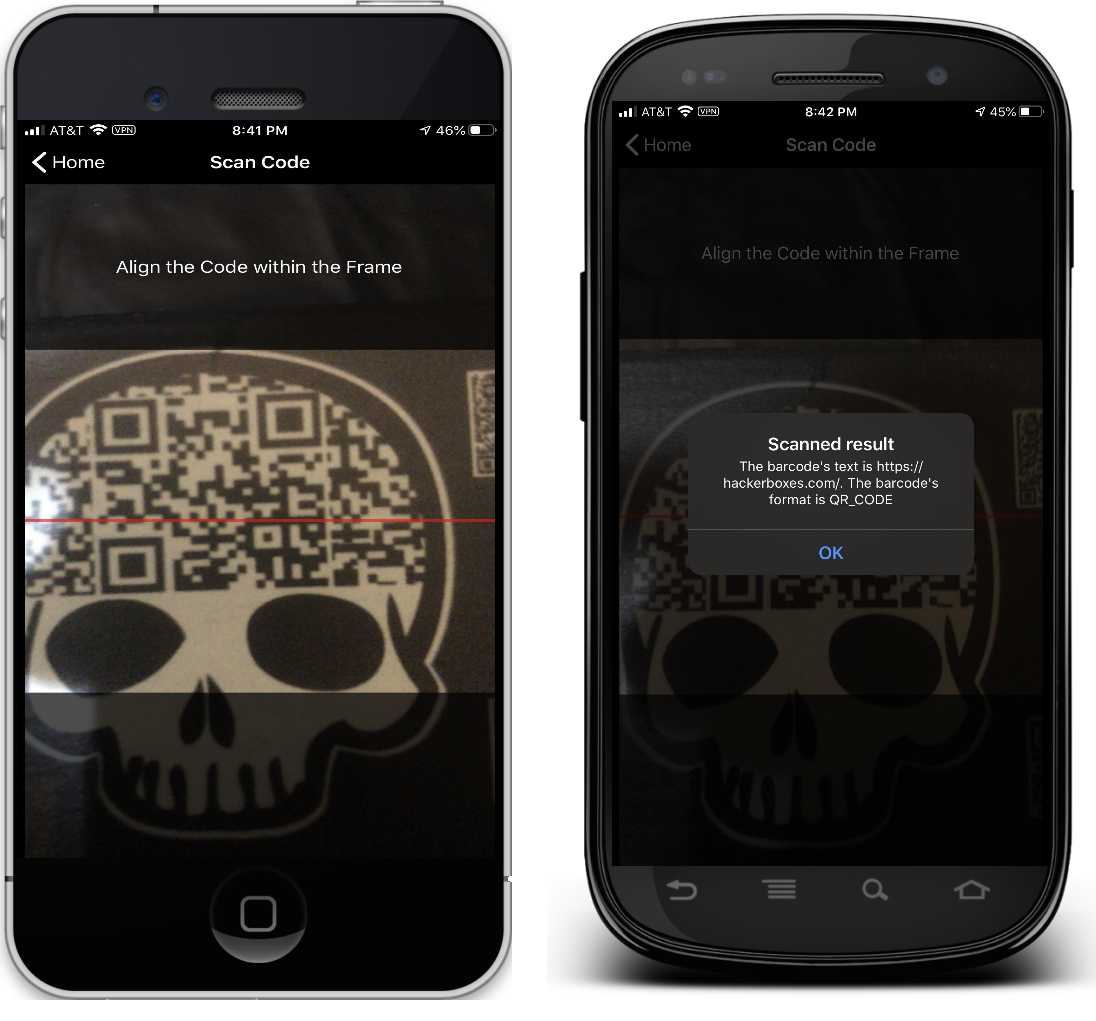 AT&T VPN 8:41 PM 46%
Home Scan Code
Align the Code within the Frame
AT&T VPN 8:42 PM 45%
Home Scan Code
Align the Code within the Frame
Scanned result
The barcode's text is https://
hackerboxes.com/. The barcode's
format is QR_CODE
OK